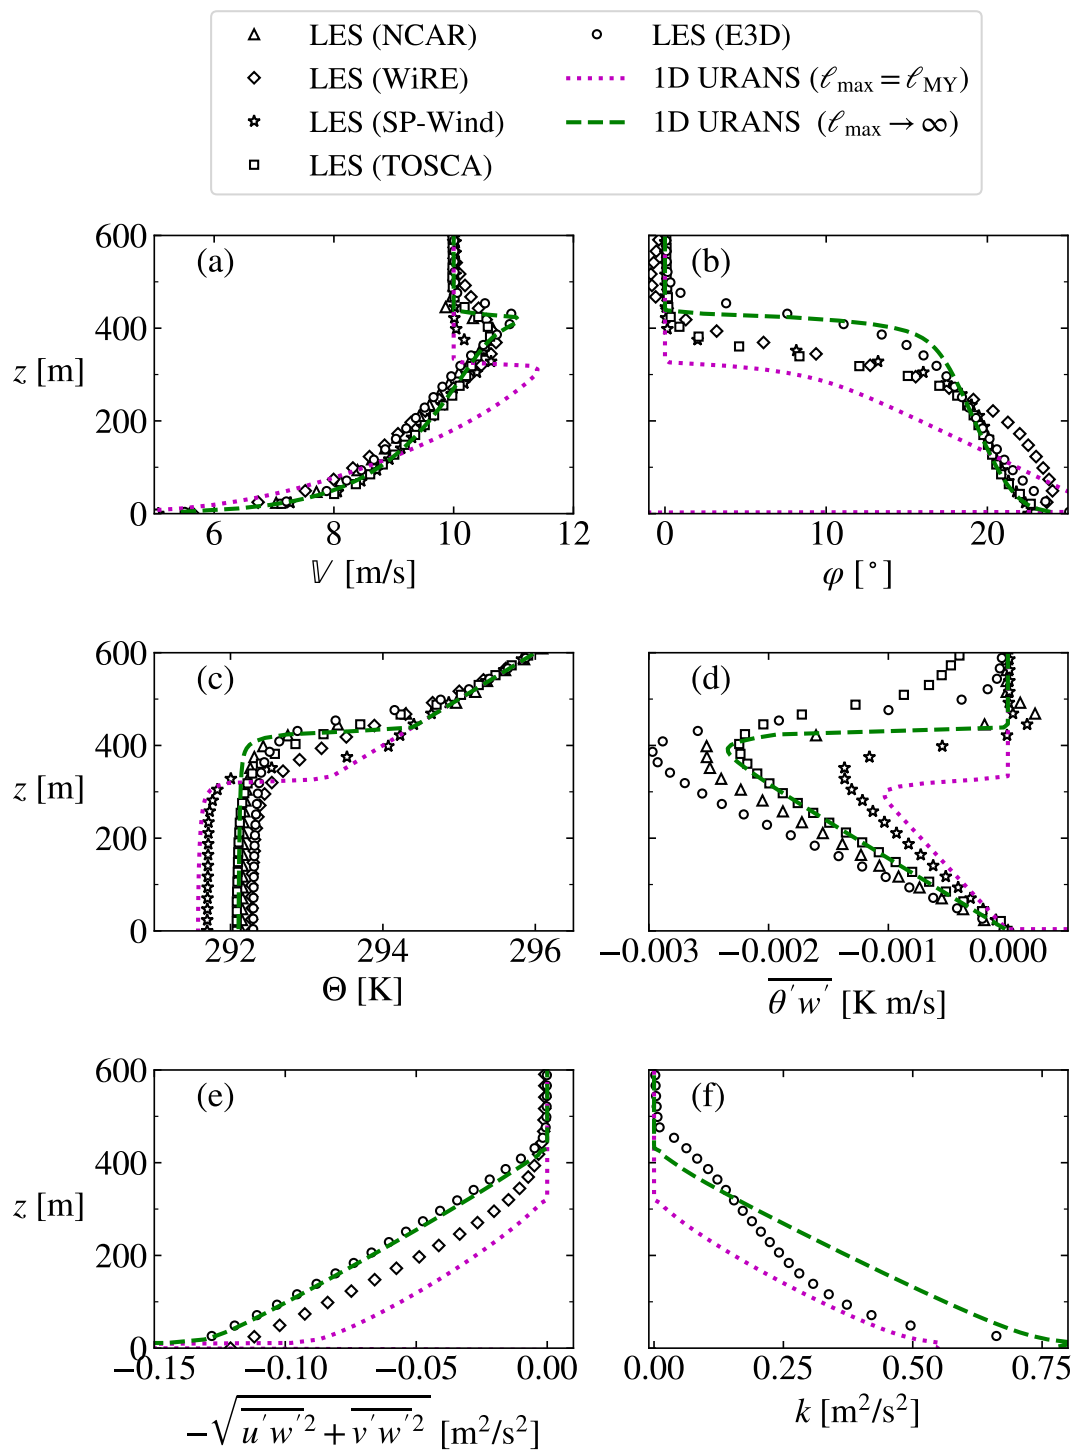 LES (NCAR)
LES (WiRE)
LES (SP-Wind)
LES (TOSCA)
LES (E3D)
1D URANS (ℓmax = ℓMY)
1D URANS (ℓmax → ∞)
600
400
200
0
z [m]
(a)
6 8 10 12
𝕍 [m/s]
(b)
0 10 20
φ [°]
600
400
200
0
z [m]
(c)
292 294 296
Θ [K]
(d)
−0.003 −0.002 −0.001 0.000
θ′w′ [K m/s]
600
400
200
0
z [m]
(e)
−0.15 −0.10 −0.05 0.00
−√(u′w′² + v′w′²) [m²/s²]
(f)
0.00 0.25 0.50 0.75
k [m²/s²]